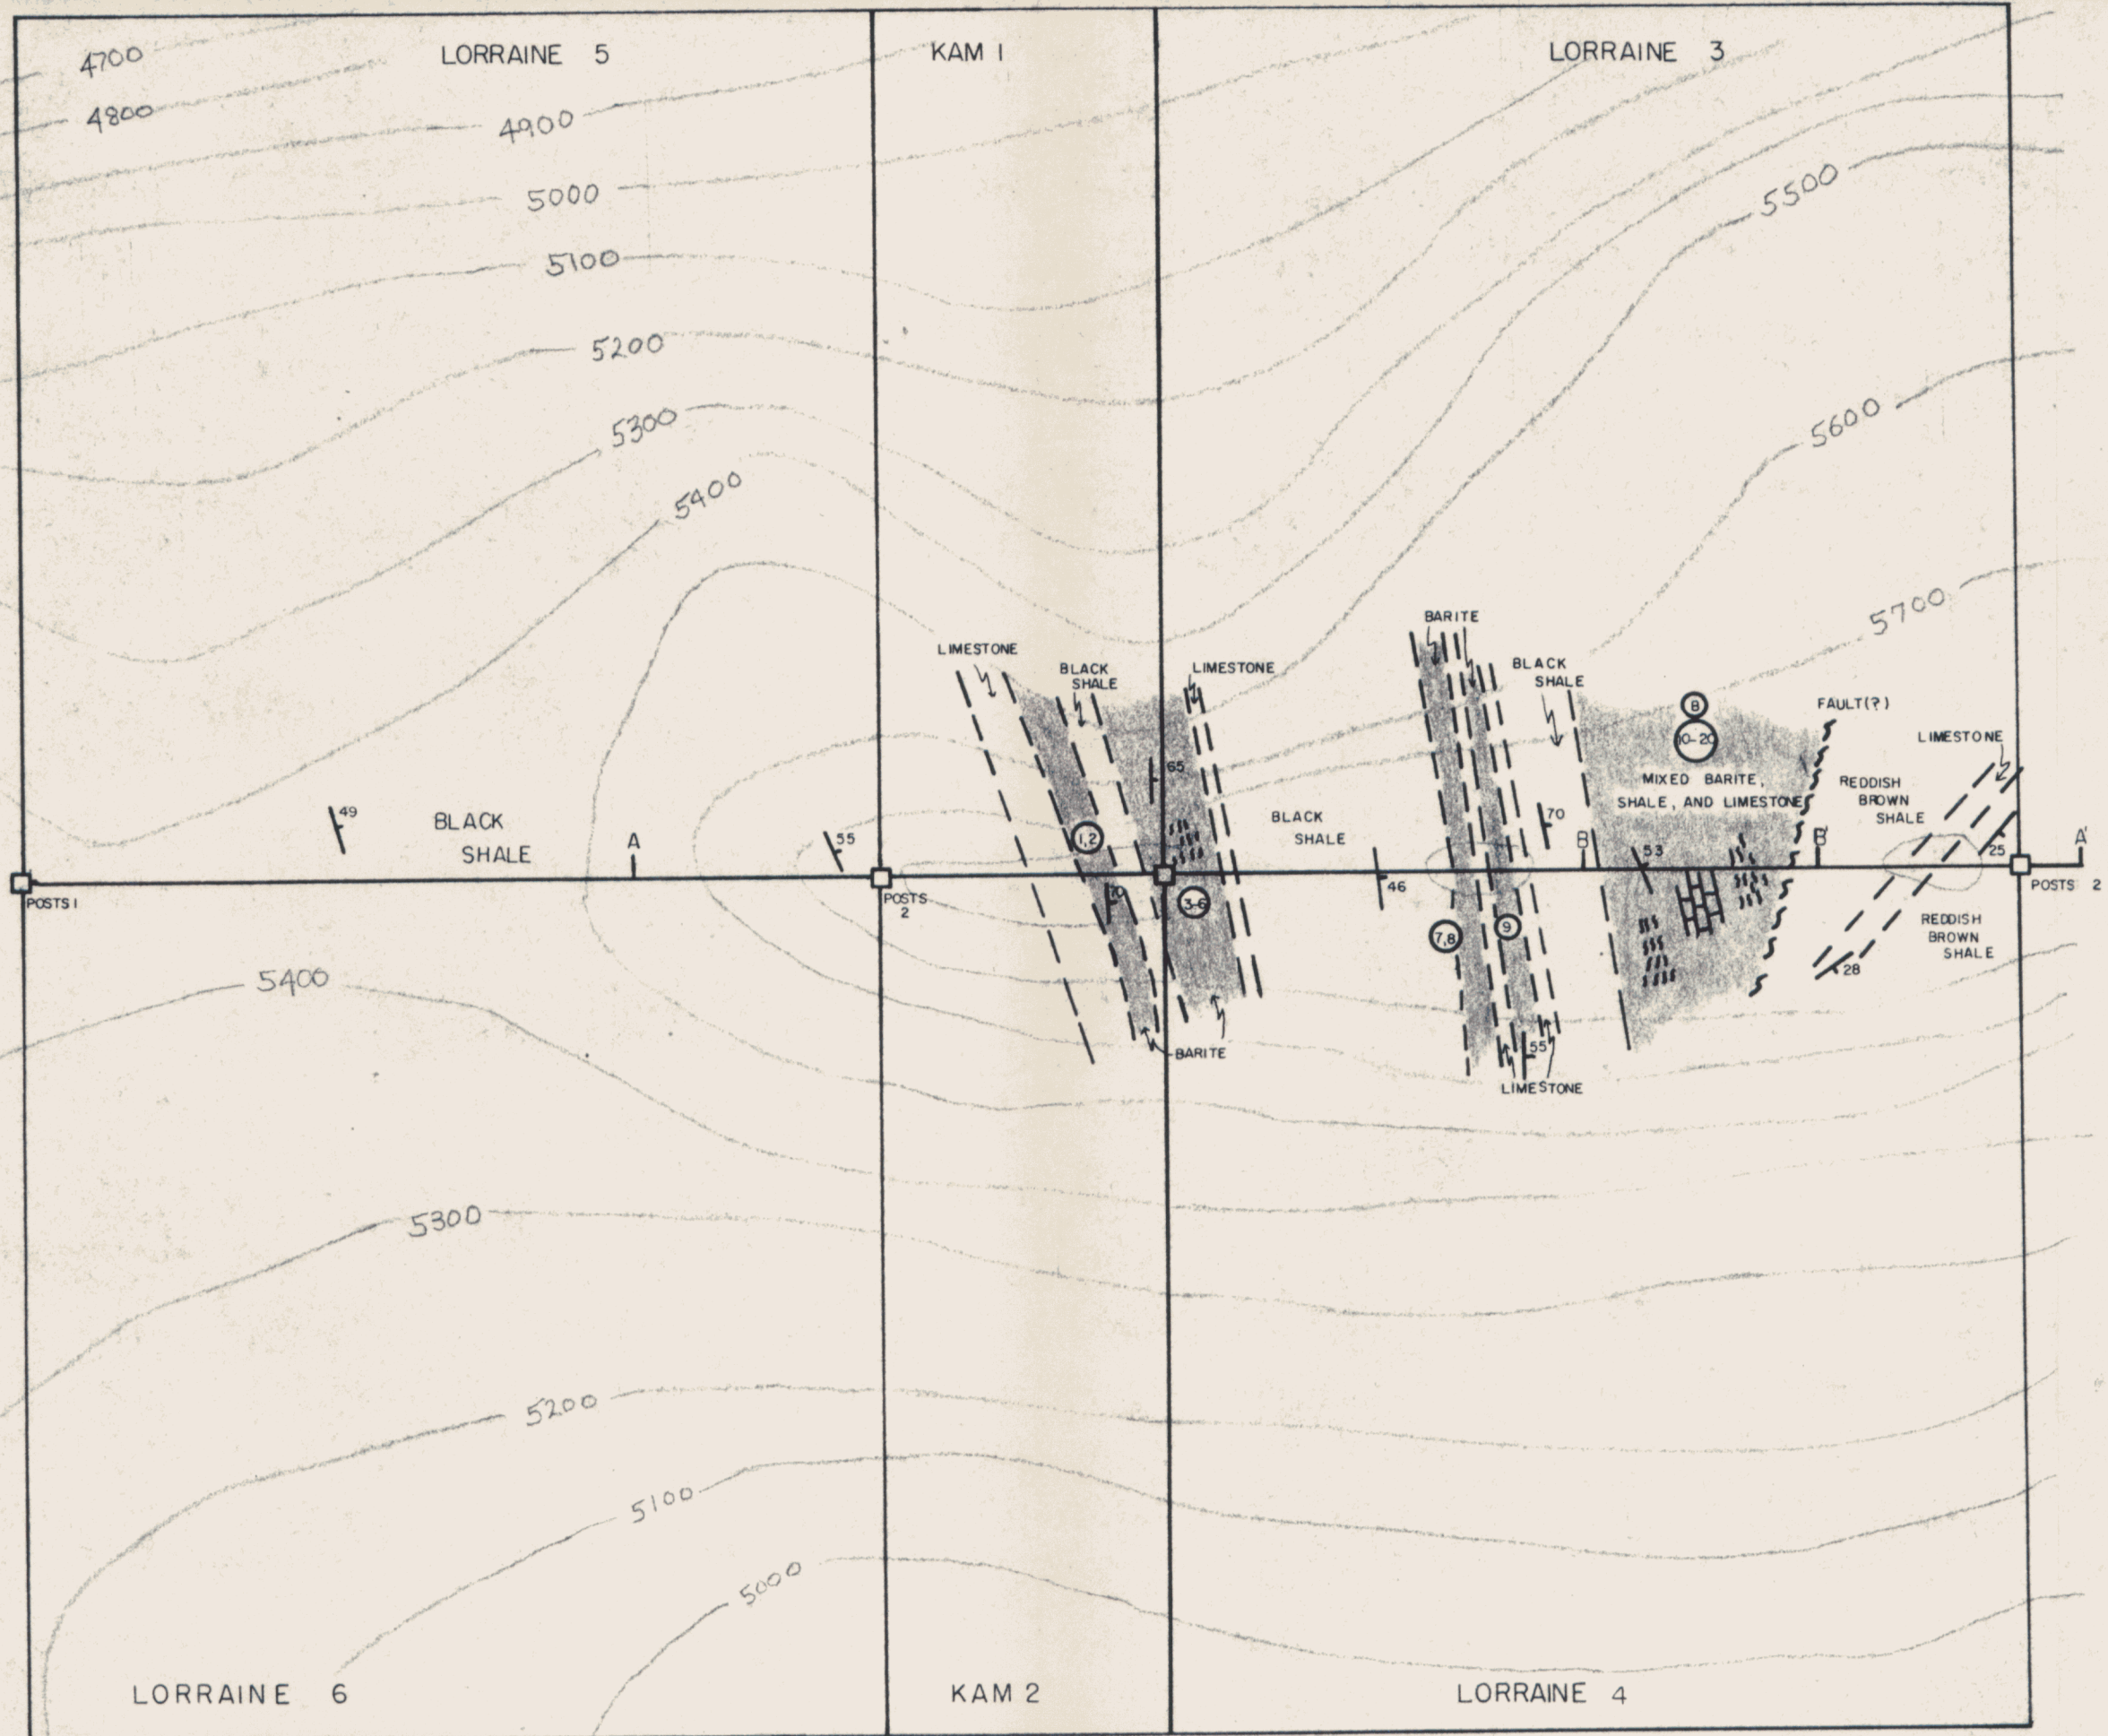 LORRAINE 5
KAM 1
LORRAINE 3
4700
4800
4900
5000
5100
5200
5300
5400
5500
5600
5700
LIMESTONE
BLACK
SHALE
LIMESTONE
BARITE
BLACK
SHALE
B
10-20
FAULT(?)
LIMESTONE
MIXED BARITE,
SHALE, AND LIMESTONE
REDDISH
BROWN
SHALE
65
49
BLACK
SHALE
A
55
1,2
BLACK
SHALE
70
B
53
B'
25
A'
POSTS 1
POSTS
2
70
3-6
46
7,8
9
POSTS 2
REDDISH
BROWN
SHALE
28
5400
BARITE
55
LIMESTONE
5300
5200
5100
5000
LORRAINE 6
KAM 2
LORRAINE 4